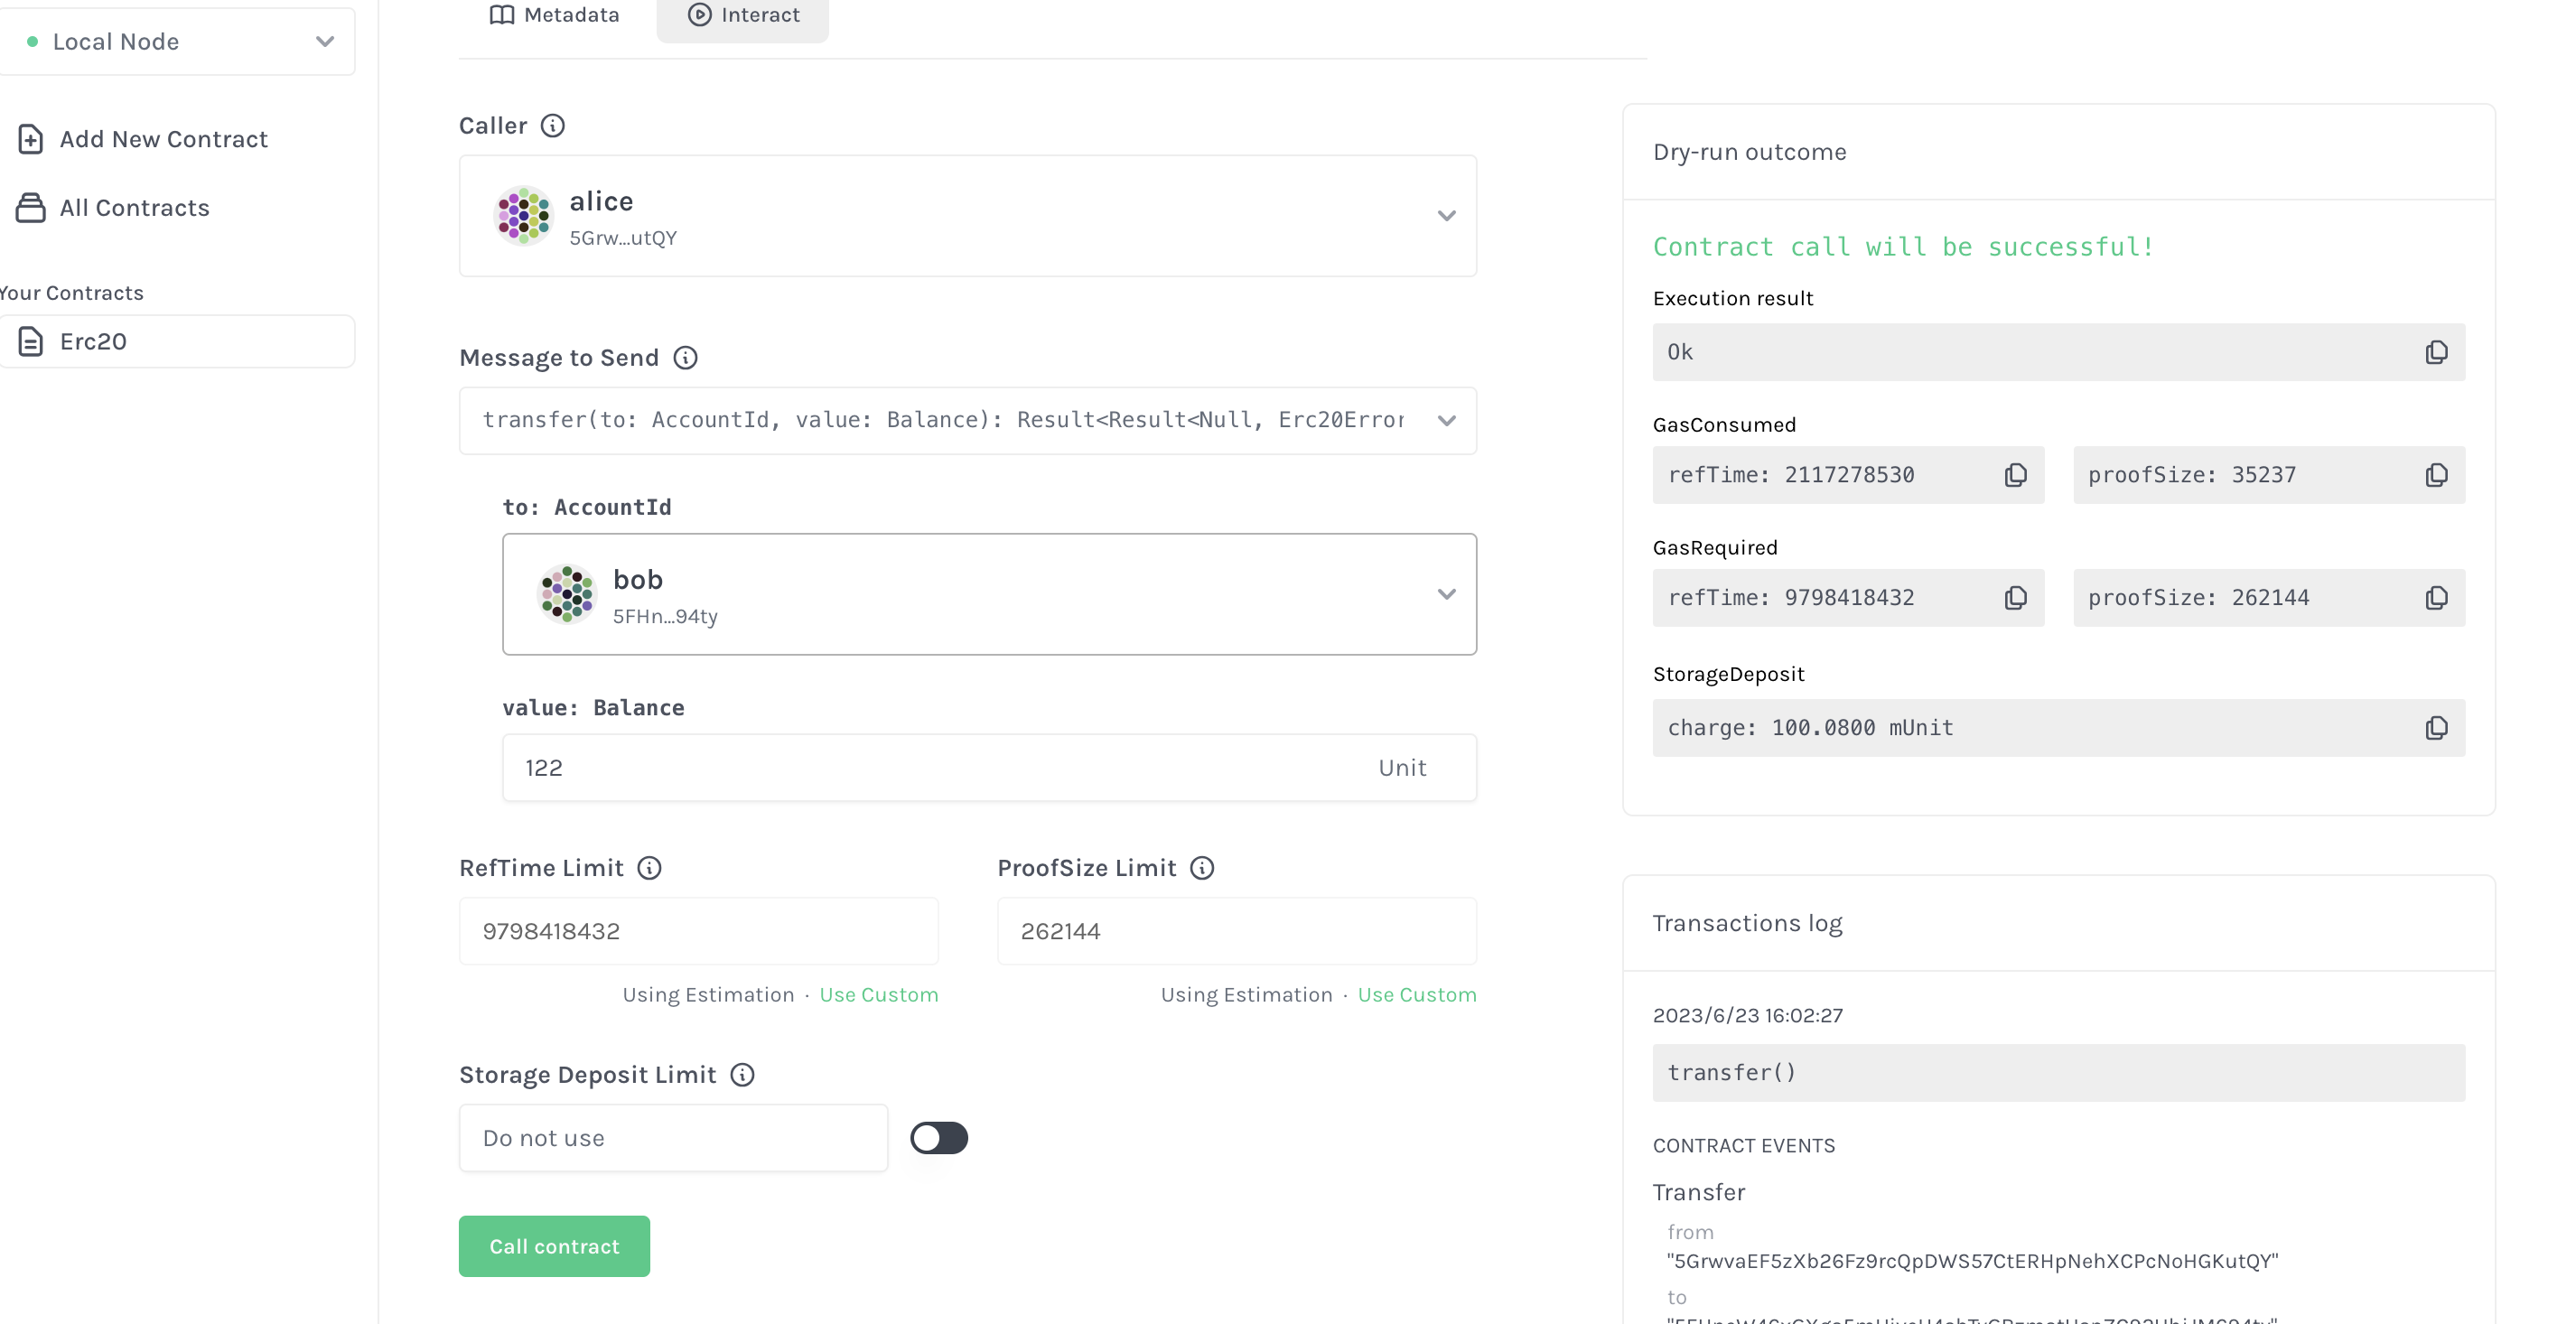 Local Node
Add New Contract
All Contracts
Your Contracts
Erc20
Metadata
Interact
Caller
alice
5Grw...utQY
Message to Send
transfer(to: AccountId, value: Balance): Result<Result<Null, Erc20Error
to: AccountId
bob
5FHn...94ty
value: Balance
122 Unit
RefTime Limit
9798418432
Using Estimation · Use Custom
ProofSize Limit
262144
Using Estimation · Use Custom
Storage Deposit Limit
Do not use
Call contract
Dry-run outcome
Contract call will be successful!
Execution result
Ok
GasConsumed
refTime: 2117278530
proofSize: 35237
GasRequired
refTime: 9798418432
proofSize: 262144
StorageDeposit
charge: 100.0800 mUnit
Transactions log
2023/6/23 16:02:27
transfer()
CONTRACT EVENTS
Transfer
from
"5GrwvaEF5zXb26Fz9rcQpDWS57CtERHpNehXCPcNoHGKutQY"
to